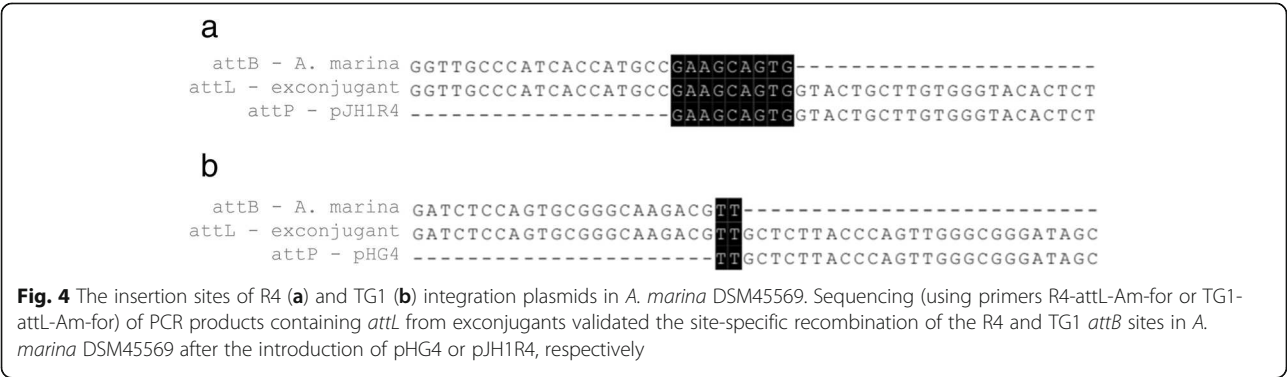 a
attB - A. marina GGTTGCCCATCACCATGCCGAAGCAGTG----------------------
attL - exconjugant GGTTGCCCATCACCATGCCGAAGCAGTGGTACTGCTTGTGGGTACACTCT
attP - pJH1R4 -------------------GAAGCAGTGGTACTGCTTGTGGGTACACTCT
b
attB - A. marina GATCTCCAGTGCGGGCAAGACGTT--------------------------
attL - exconjugant GATCTCCAGTGCGGGCAAGACGTTGCTCTTACCCAGTTGGGCGGGATAGC
attP - pHG4 ----------------------TTGCTCTTACCCAGTTGGGCGGGATAGC
Fig. 4 The insertion sites of R4 (a) and TG1 (b) integration plasmids in A. marina DSM45569. Sequencing (using primers R4-attL-Am-for or TG1-
attL-Am-for) of PCR products containing attL from exconjugants validated the site-specific recombination of the R4 and TG1 attB sites in A.
marina DSM45569 after the introduction of pHG4 or pJH1R4, respectively